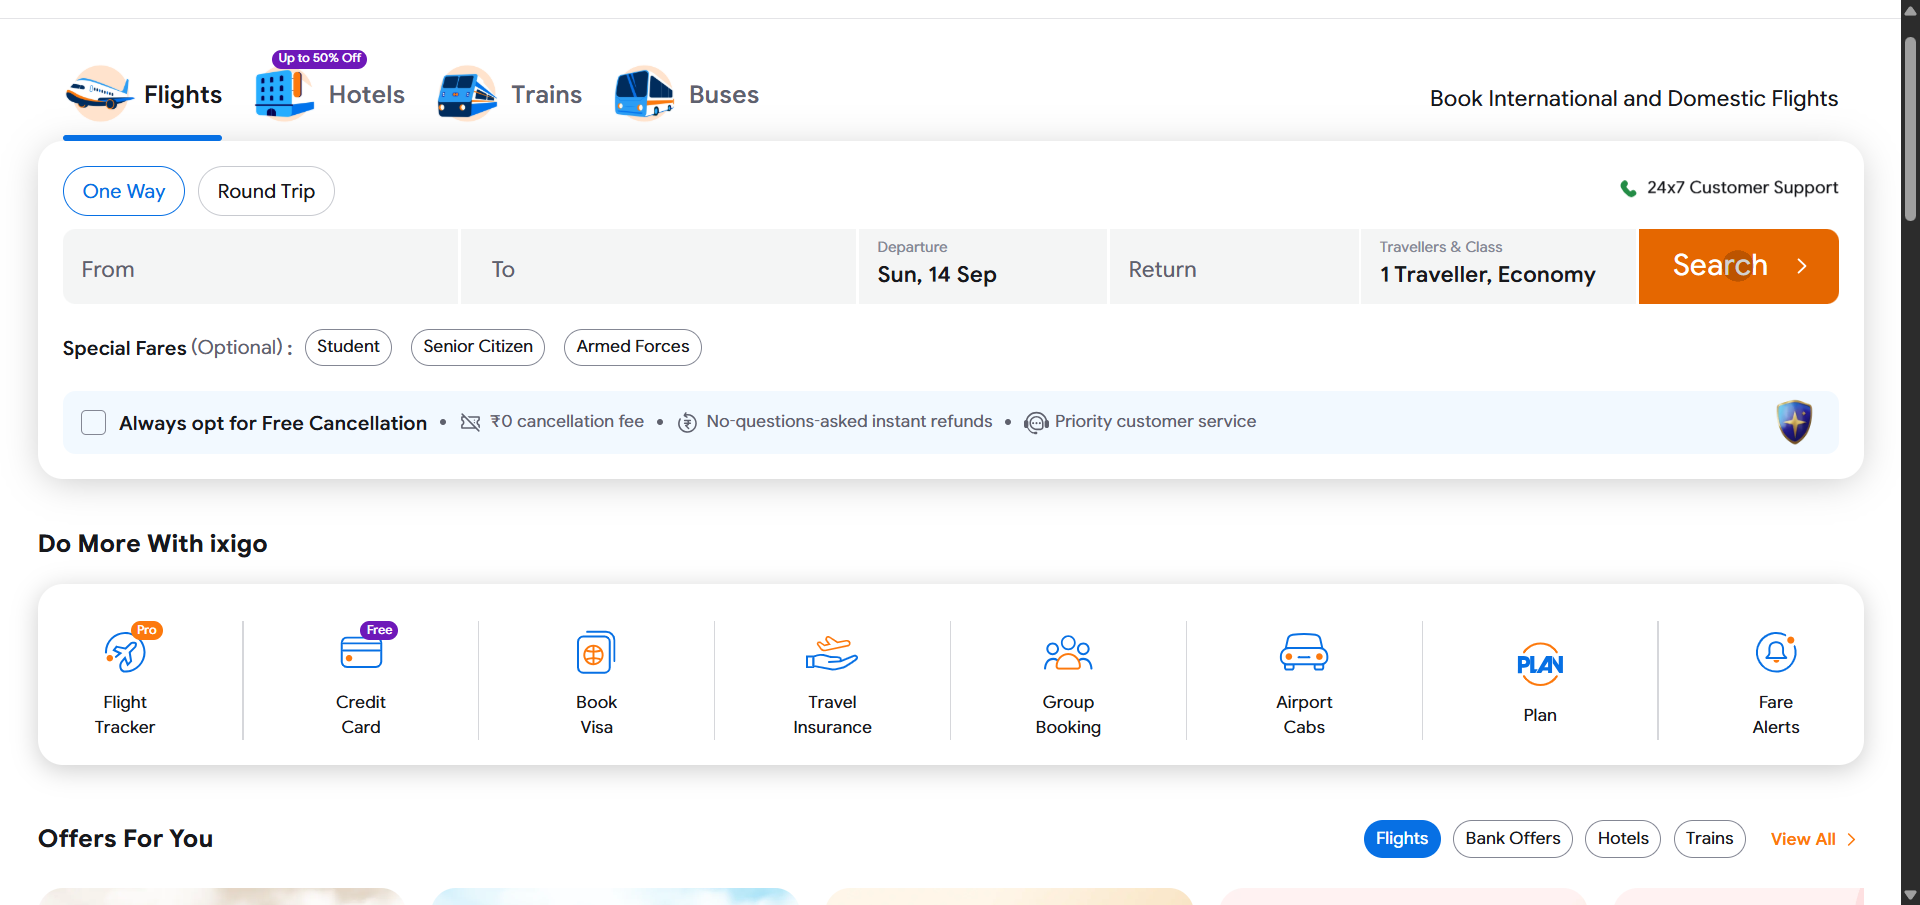 Up to 50% Off
Flights Hotels Trains Buses
Book International and Domestic Flights
One Way Round Trip
24x7 Customer Support
From To
Departure
Sun, 14 Sep
Return
Travellers & Class
1 Traveller, Economy
Search
Special Fares (Optional) : Student Senior Citizen Armed Forces
Always opt for Free Cancellation • ₹0 cancellation fee • No-questions-asked instant refunds • Priority customer service
Do More With ixigo
Pro
Flight
Tracker
Free
Credit
Card
Book
Visa
Travel
Insurance
Group
Booking
Airport
Cabs
PLAN
Plan
Fare
Alerts
Offers For You
Flights Bank Offers Hotels Trains View All